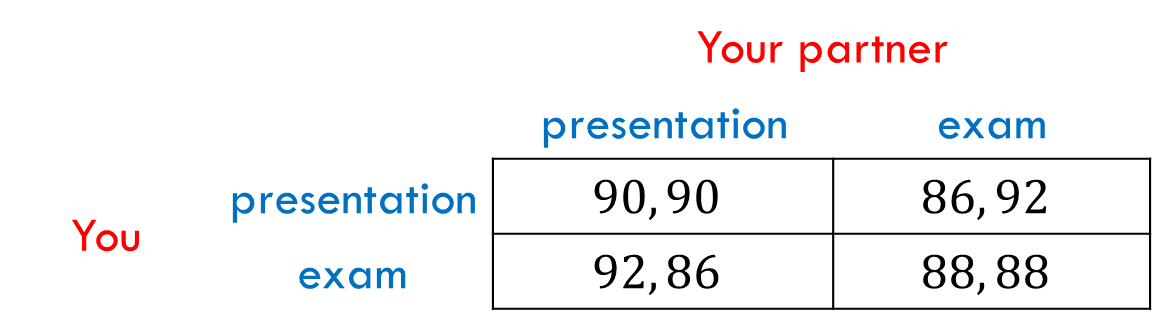 Your partner
presentation exam
presentation 90, 90 86, 92
You
exam 92, 86 88, 88